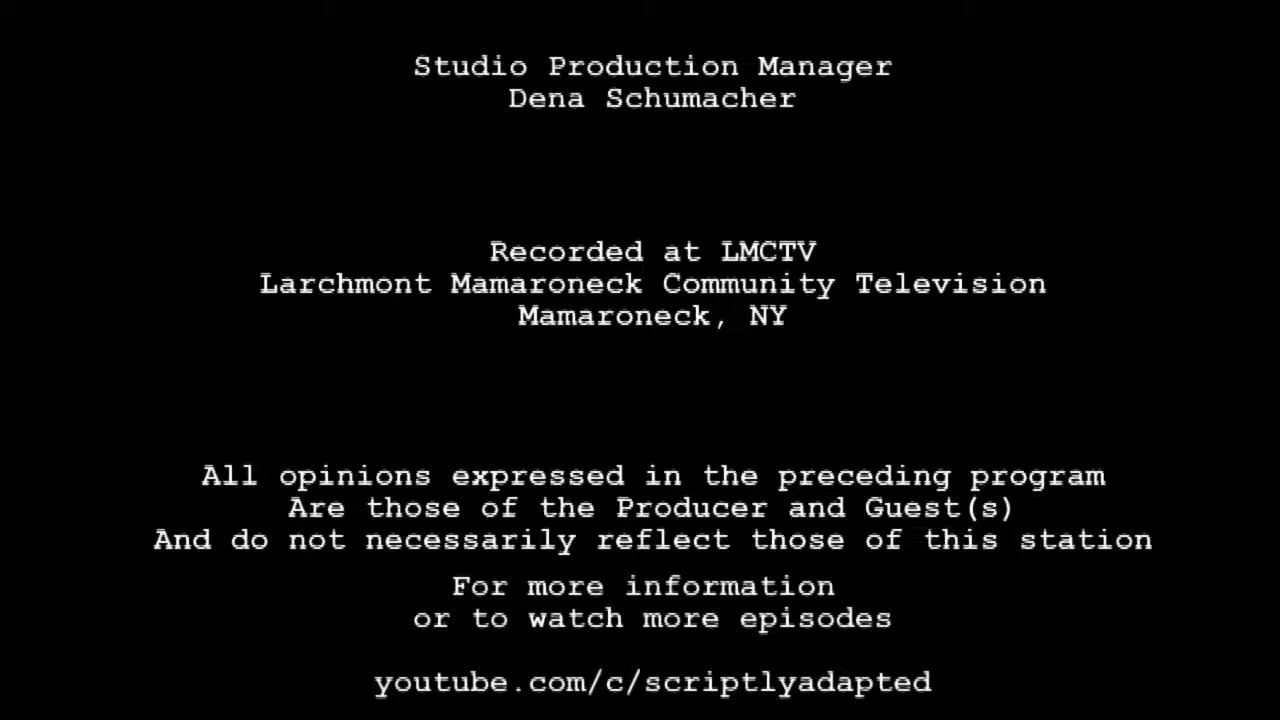 Studio Production Manager
Dena Schumacher
Recorded at LMCTV
Larchmont Mamaroneck Community Television
Mamaroneck, NY
All opinions expressed in the preceding program
Are those of the Producer and Guest(s)
And do not necessarily reflect those of this station
For more information
or to watch more episodes
youtube.com/c/scriptlyadapted